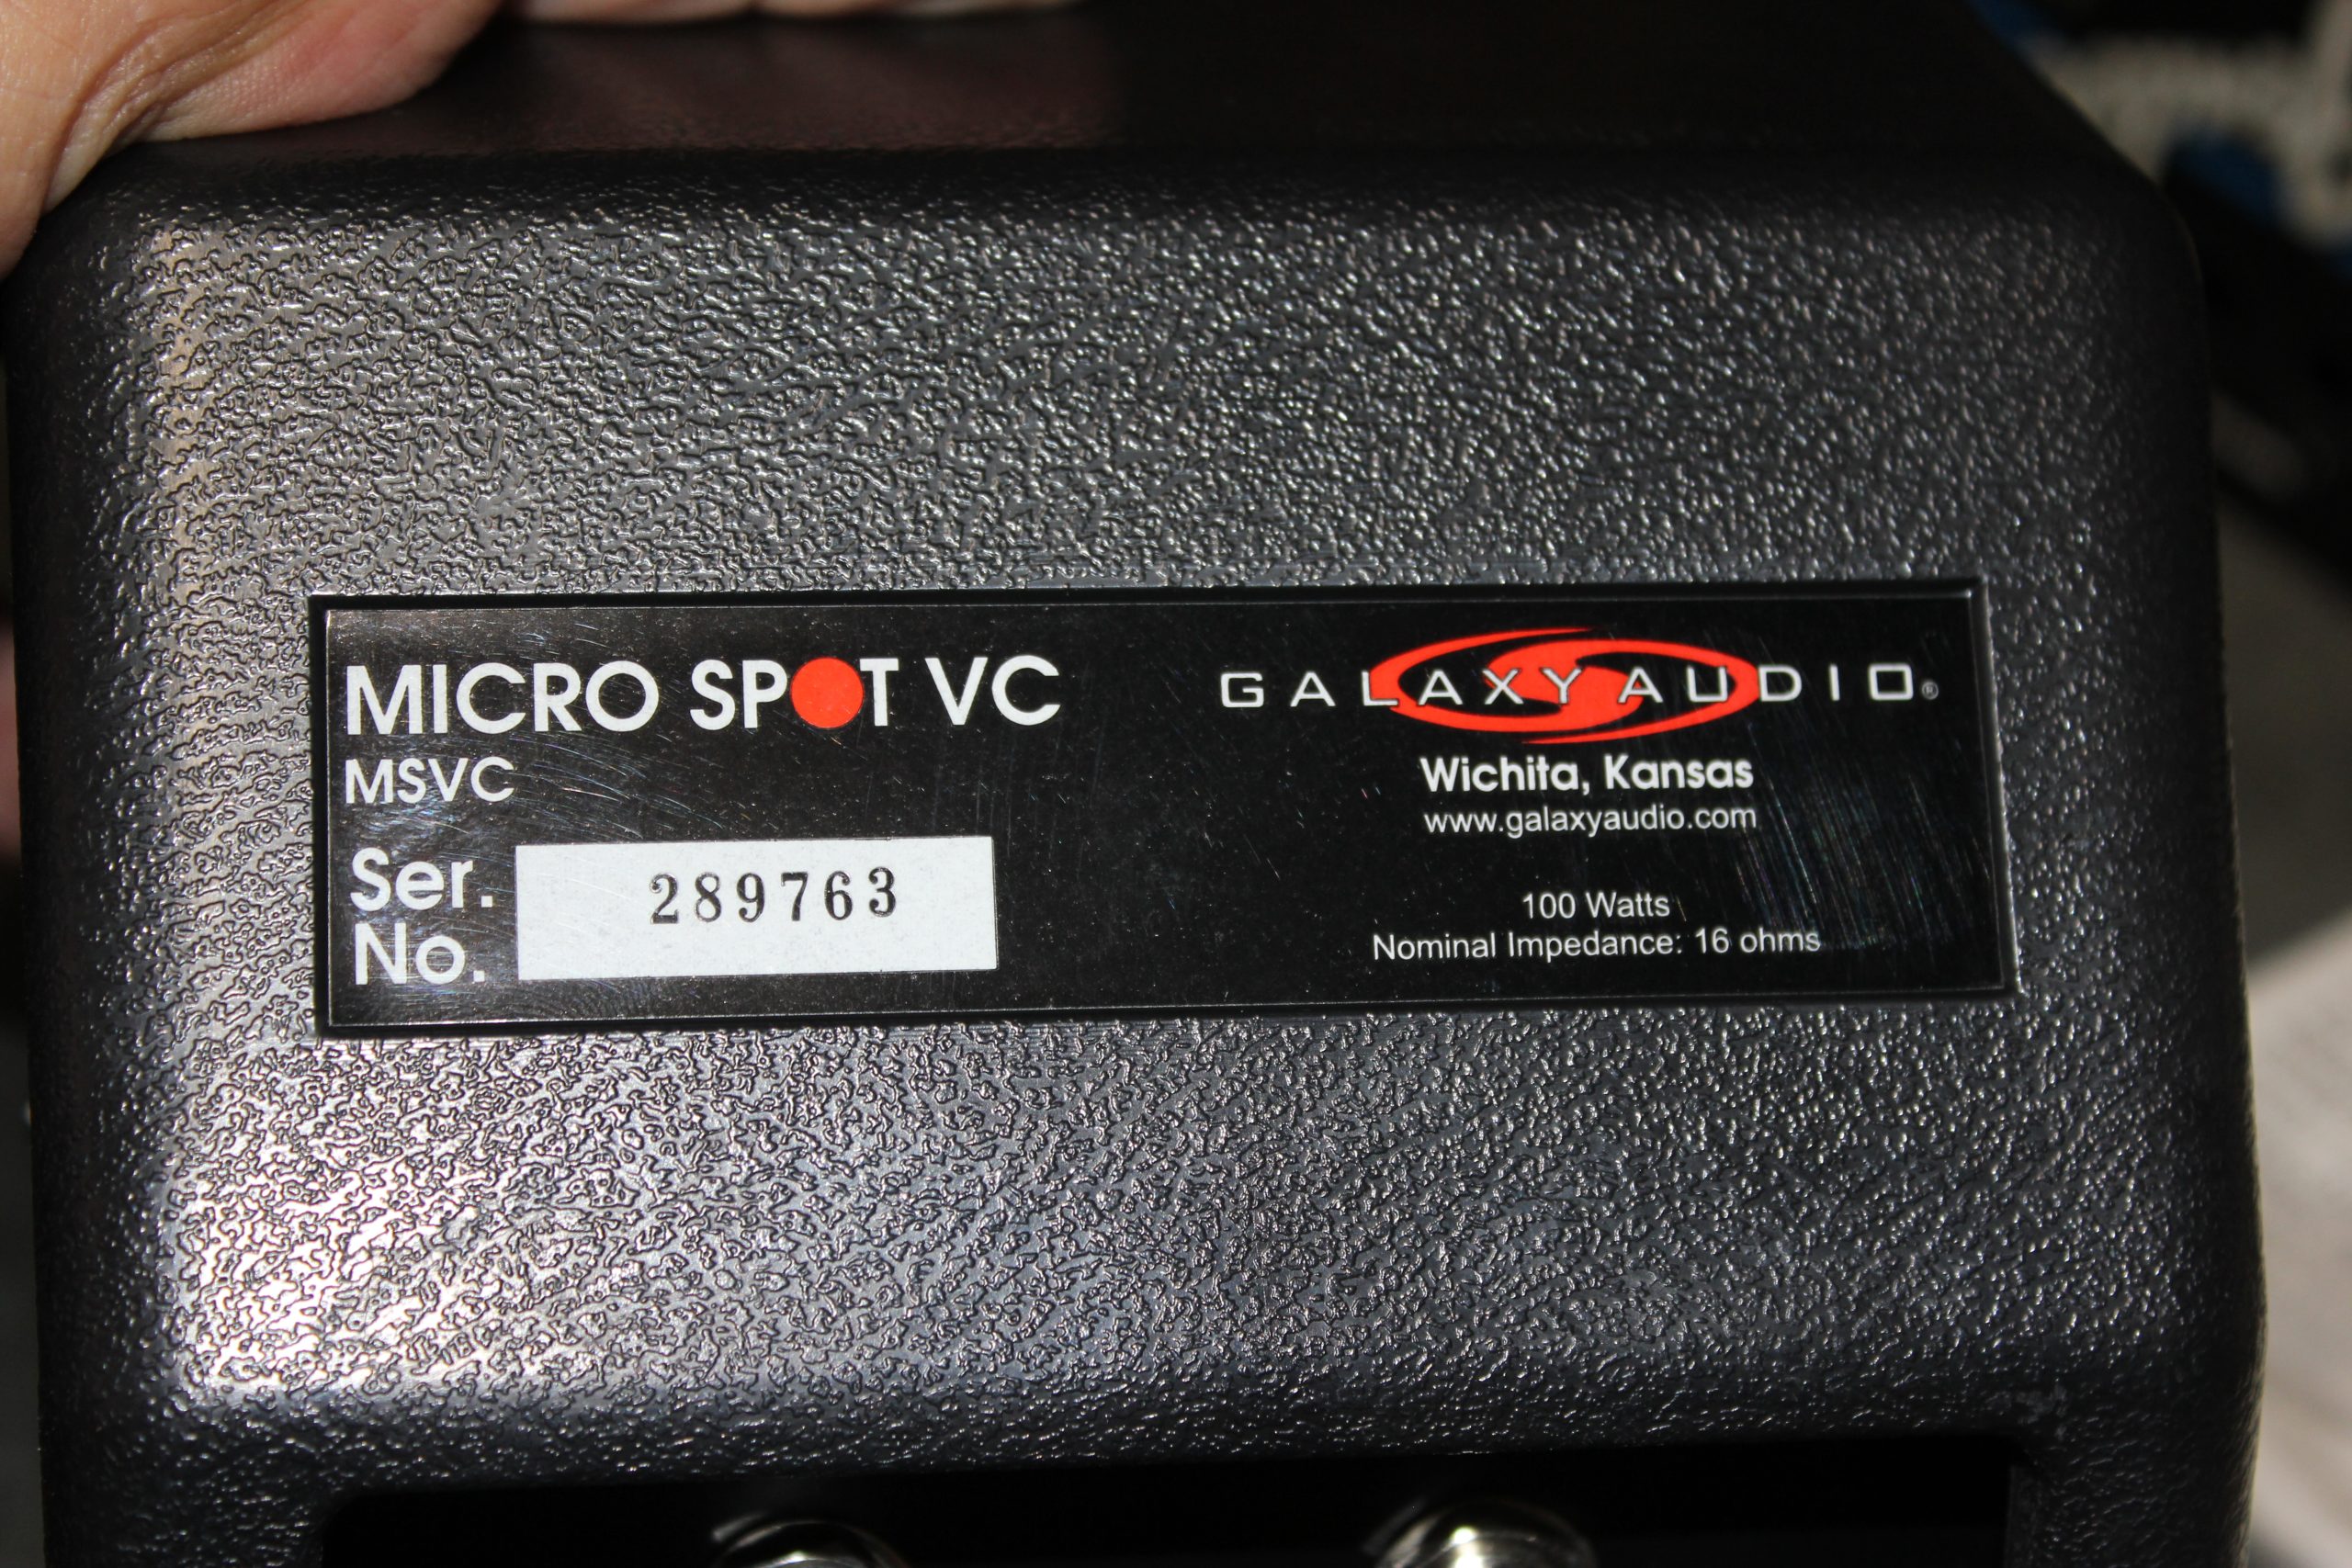 MICRO SPOT VC
MSVC
Ser.
No.
289763
GALAXY AUDIO®
Wichita, Kansas
www.galaxyaudio.com
100 Watts
Nominal Impedance: 16 ohms